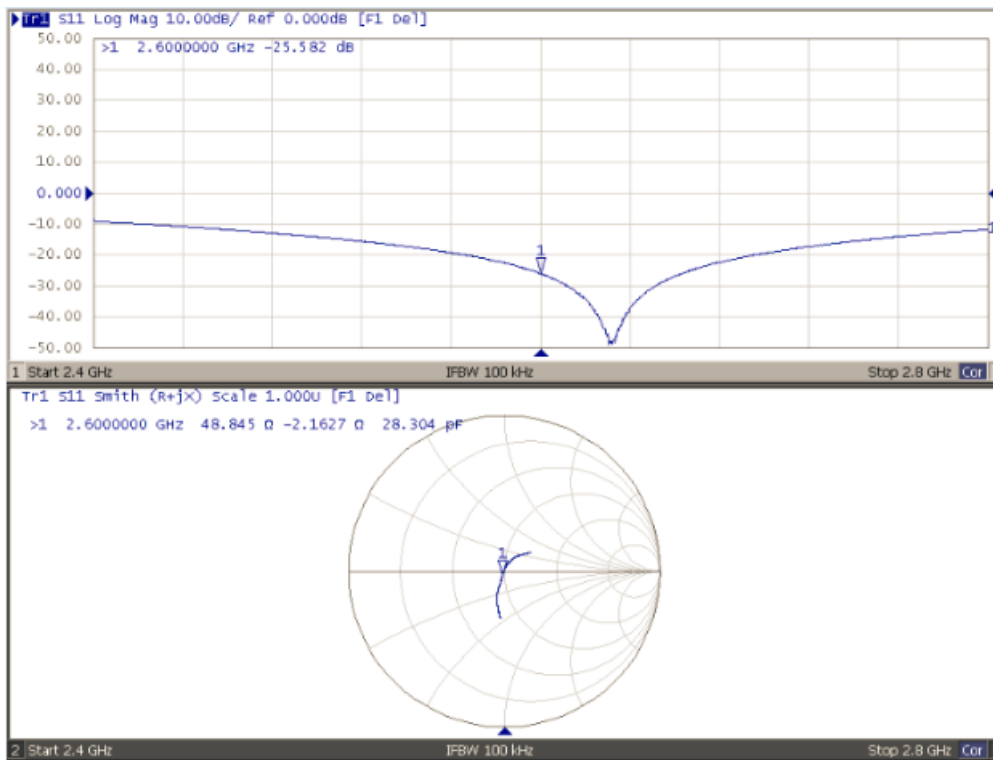 Tr1 S11 Log Mag 10.00dB/ Ref 0.000dB [F1 Del]
50.00
>1 2.6000000 GHz -25.582 dB
40.00
30.00
20.00
10.00
0.000
-10.00
1
1
-20.00
-30.00
-40.00
-50.00
1 Start 2.4 GHz IFBW 100 kHz Stop 2.8 GHz Cor
Tr1 S11 Smith (R+jX) Scale 1.000U [F1 Del]
>1 2.6000000 GHz 48.845 Ω -2.1627 Ω 28.304 pF
1
2 Start 2.4 GHz IFBW 100 kHz Stop 2.8 GHz Cor